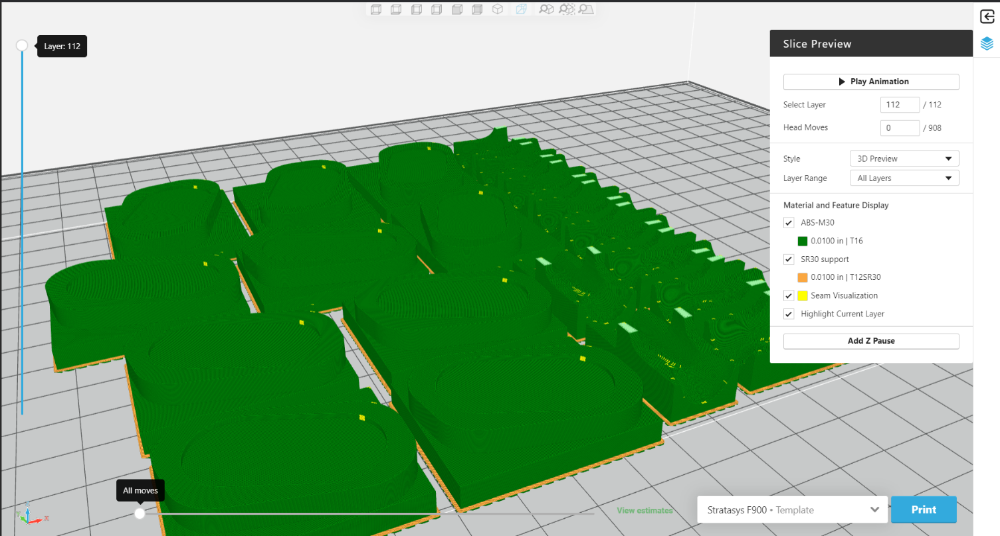 Layer: 112
Slice Preview
Play Animation
Select Layer 112 / 112
Head Moves 0 / 908
Style 3D Preview
Layer Range All Layers
Material and Feature Display
ABS-M30
0.0100 in | T16
SR30 support
0.0100 in | T12SR30
Seam Visualization
Highlight Current Layer
Add Z Pause
All moves
View estimates
Stratasys F900 • Template
Print
Z
Y
X